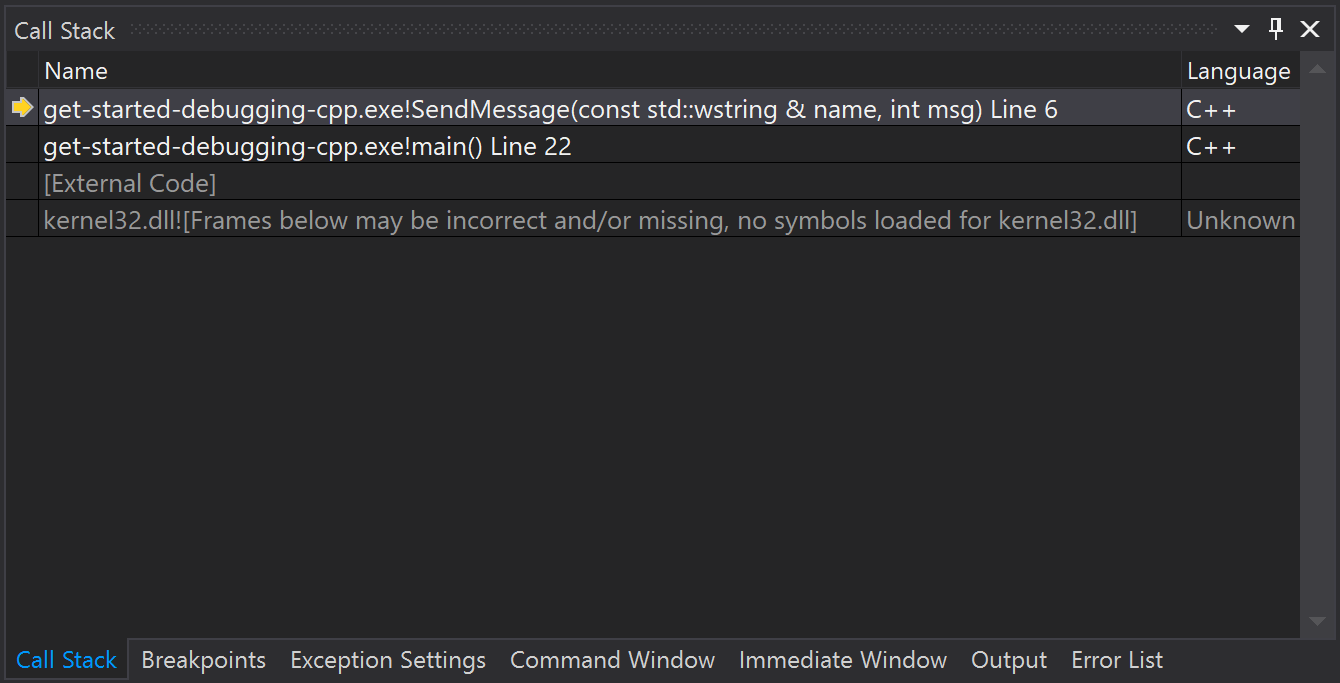 Call Stack
Name Language
get-started-debugging-cpp.exe!SendMessage(const std::wstring & name, int msg) Line 6 C++
get-started-debugging-cpp.exe!main() Line 22 C++
[External Code]
kernel32.dll![Frames below may be incorrect and/or missing, no symbols loaded for kernel32.dll] Unknown
Call Stack Breakpoints Exception Settings Command Window Immediate Window Output Error List